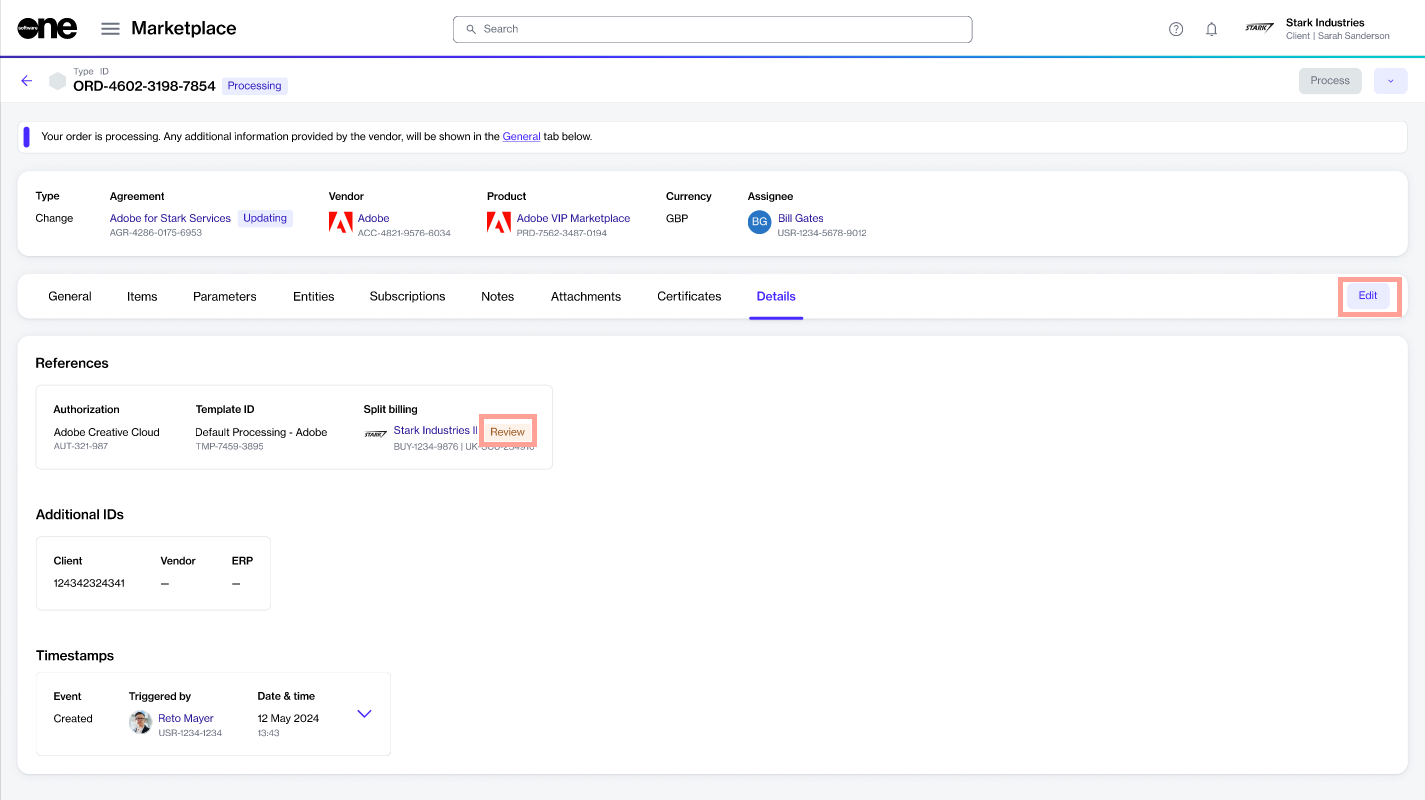 software one
Marketplace
Search
STARK
Stark Industries
Client | Sarah Sanderson
Type ID
ORD-4602-3198-7854 Processing
Process
Your order is processing. Any additional information provided by the vendor, will be shown in the General tab below.
Type Agreement Vendor Product Currency Assignee
Change Adobe for Stark Services Updating Adobe Adobe VIP Marketplace GBP BG Bill Gates
AGR-4286-0175-6953 ACC-4821-9576-6034 PRD-7562-3487-0194 USR-1234-5678-9012
General Items Parameters Entities Subscriptions Notes Attachments Certificates Details Edit
References
Authorization Template ID Split billing
Adobe Creative Cloud Default Processing - Adobe STARK Stark Industries Review
AUT-321-987 TMP-7459-3895 BUY-1234-9876 |
Additional IDs
Client Vendor ERP
124342324341 — —
Timestamps
Event Triggered by Date & time
Created Reto Mayer 12 May 2024
USR-1234-1234 13:43